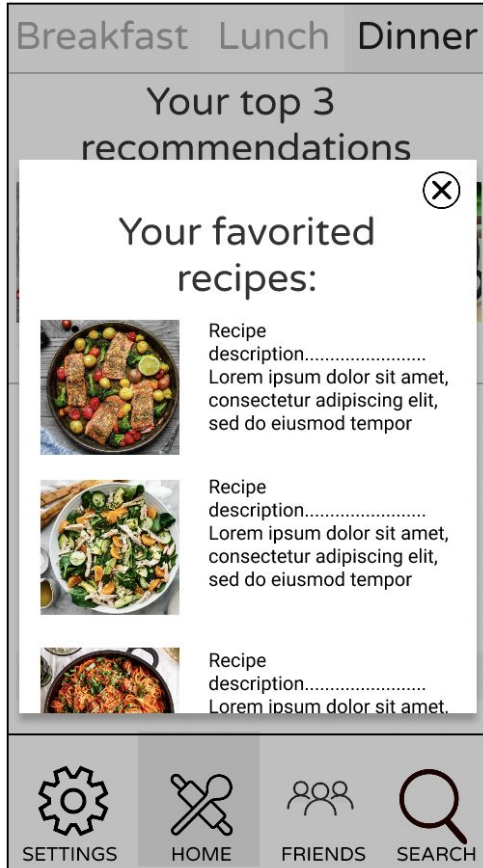 Breakfast Lunch Dinner
Your top 3
recommendations
Your favorited
recipes:
Recipe
description........................
Lorem ipsum dolor sit amet,
consectetur adipiscing elit,
sed do eiusmod tempor
Recipe
description........................
Lorem ipsum dolor sit amet,
consectetur adipiscing elit,
sed do eiusmod tempor
Recipe
description........................
Lorem ipsum dolor sit amet,
SETTINGS HOME FRIENDS SEARCH